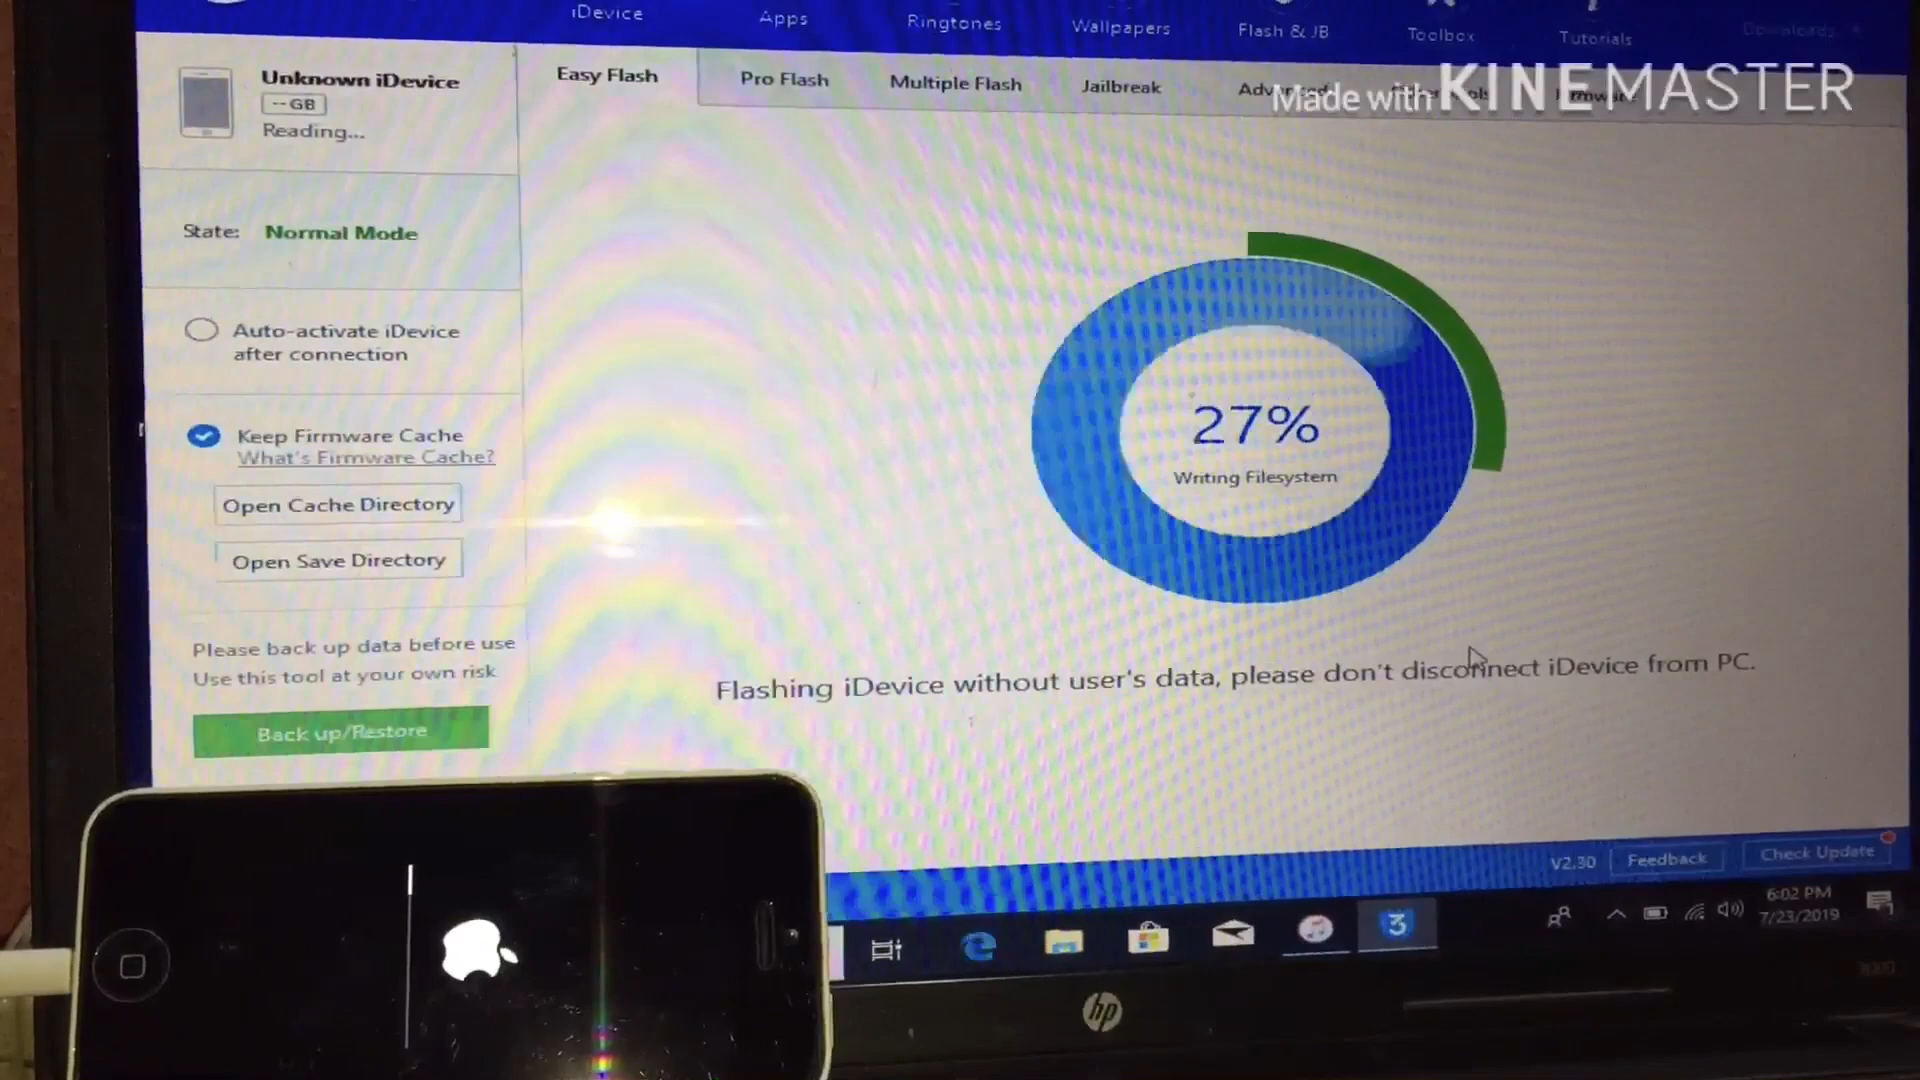 iDevice
Apps
Ringtones
Wallpapers
Flash & JB
Toolbox
Tutorials
Downloads
Unknown iDevice
--GB
Reading...
Easy Flash
Pro Flash
Multiple Flash
Jailbreak
Made with KINEMASTER
State: Normal Mode
Auto-activate iDevice
after connection
Keep Firmware Cache
What's Firmware Cache?
Open Cache Directory
Open Save Directory
27%
Writing Filesystem
Please back up data before use
Use this tool at your own risk
Flashing iDevice without user's data, please don't disconnect iDevice from PC.
Back up/Restore
V2.30
Feedback
Check Update
6:02 PM
7/23/2019
3
hp